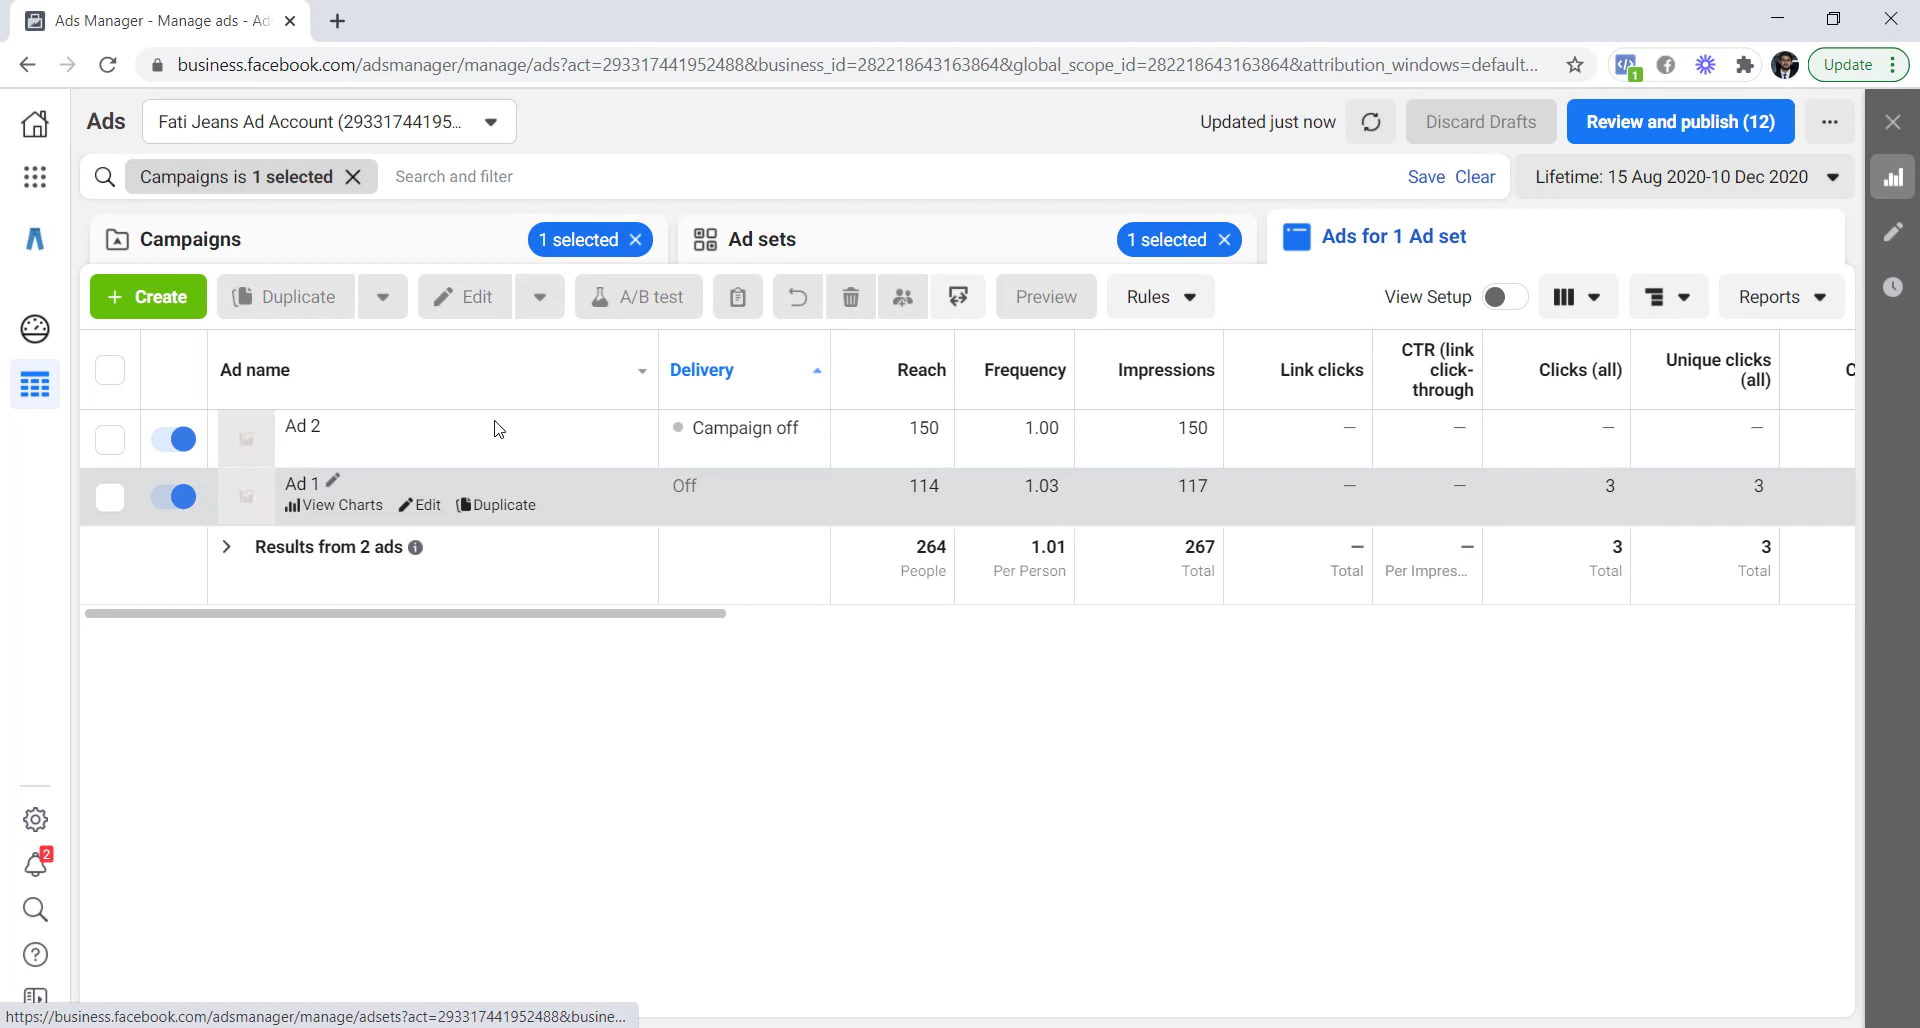 Ads Manager - Manage ads - Ad
business.facebook.com/adsmanager/manage/ads?act=293317441952488&business_id=282218643163864&global_scope_id=282218643163864&attribution_windows=default...
1
Update
Ads
Fati Jeans Ad Account (29331744195...
Updated just now
Discard Drafts
Review and publish (12)
Campaigns is 1 selected
Search and filter
Save Clear
Lifetime: 15 Aug 2020-10 Dec 2020
Campaigns
1 selected
Ad sets
1 selected
Ads for 1 Ad set
+ Create
Duplicate
Edit
A/B test
Preview
Rules
View Setup
Reports
Ad name
Delivery
Reach
Frequency
Impressions
Link clicks
CTR (link
click-
through
Clicks (all)
Unique clicks
(all)
C
Ad 2
Campaign off
150
1.00
150
—
—
—
—
Ad 1
View Charts
Edit
Duplicate
Off
114
1.03
117
—
—
3
3
Results from 2 ads
264
1.01
267
—
—
3
3
People
Per Person
Total
Total
Per Impres...
Total
Total
2
https://business.facebook.com/adsmanager/manage/adsets?act=293317441952488&busine...